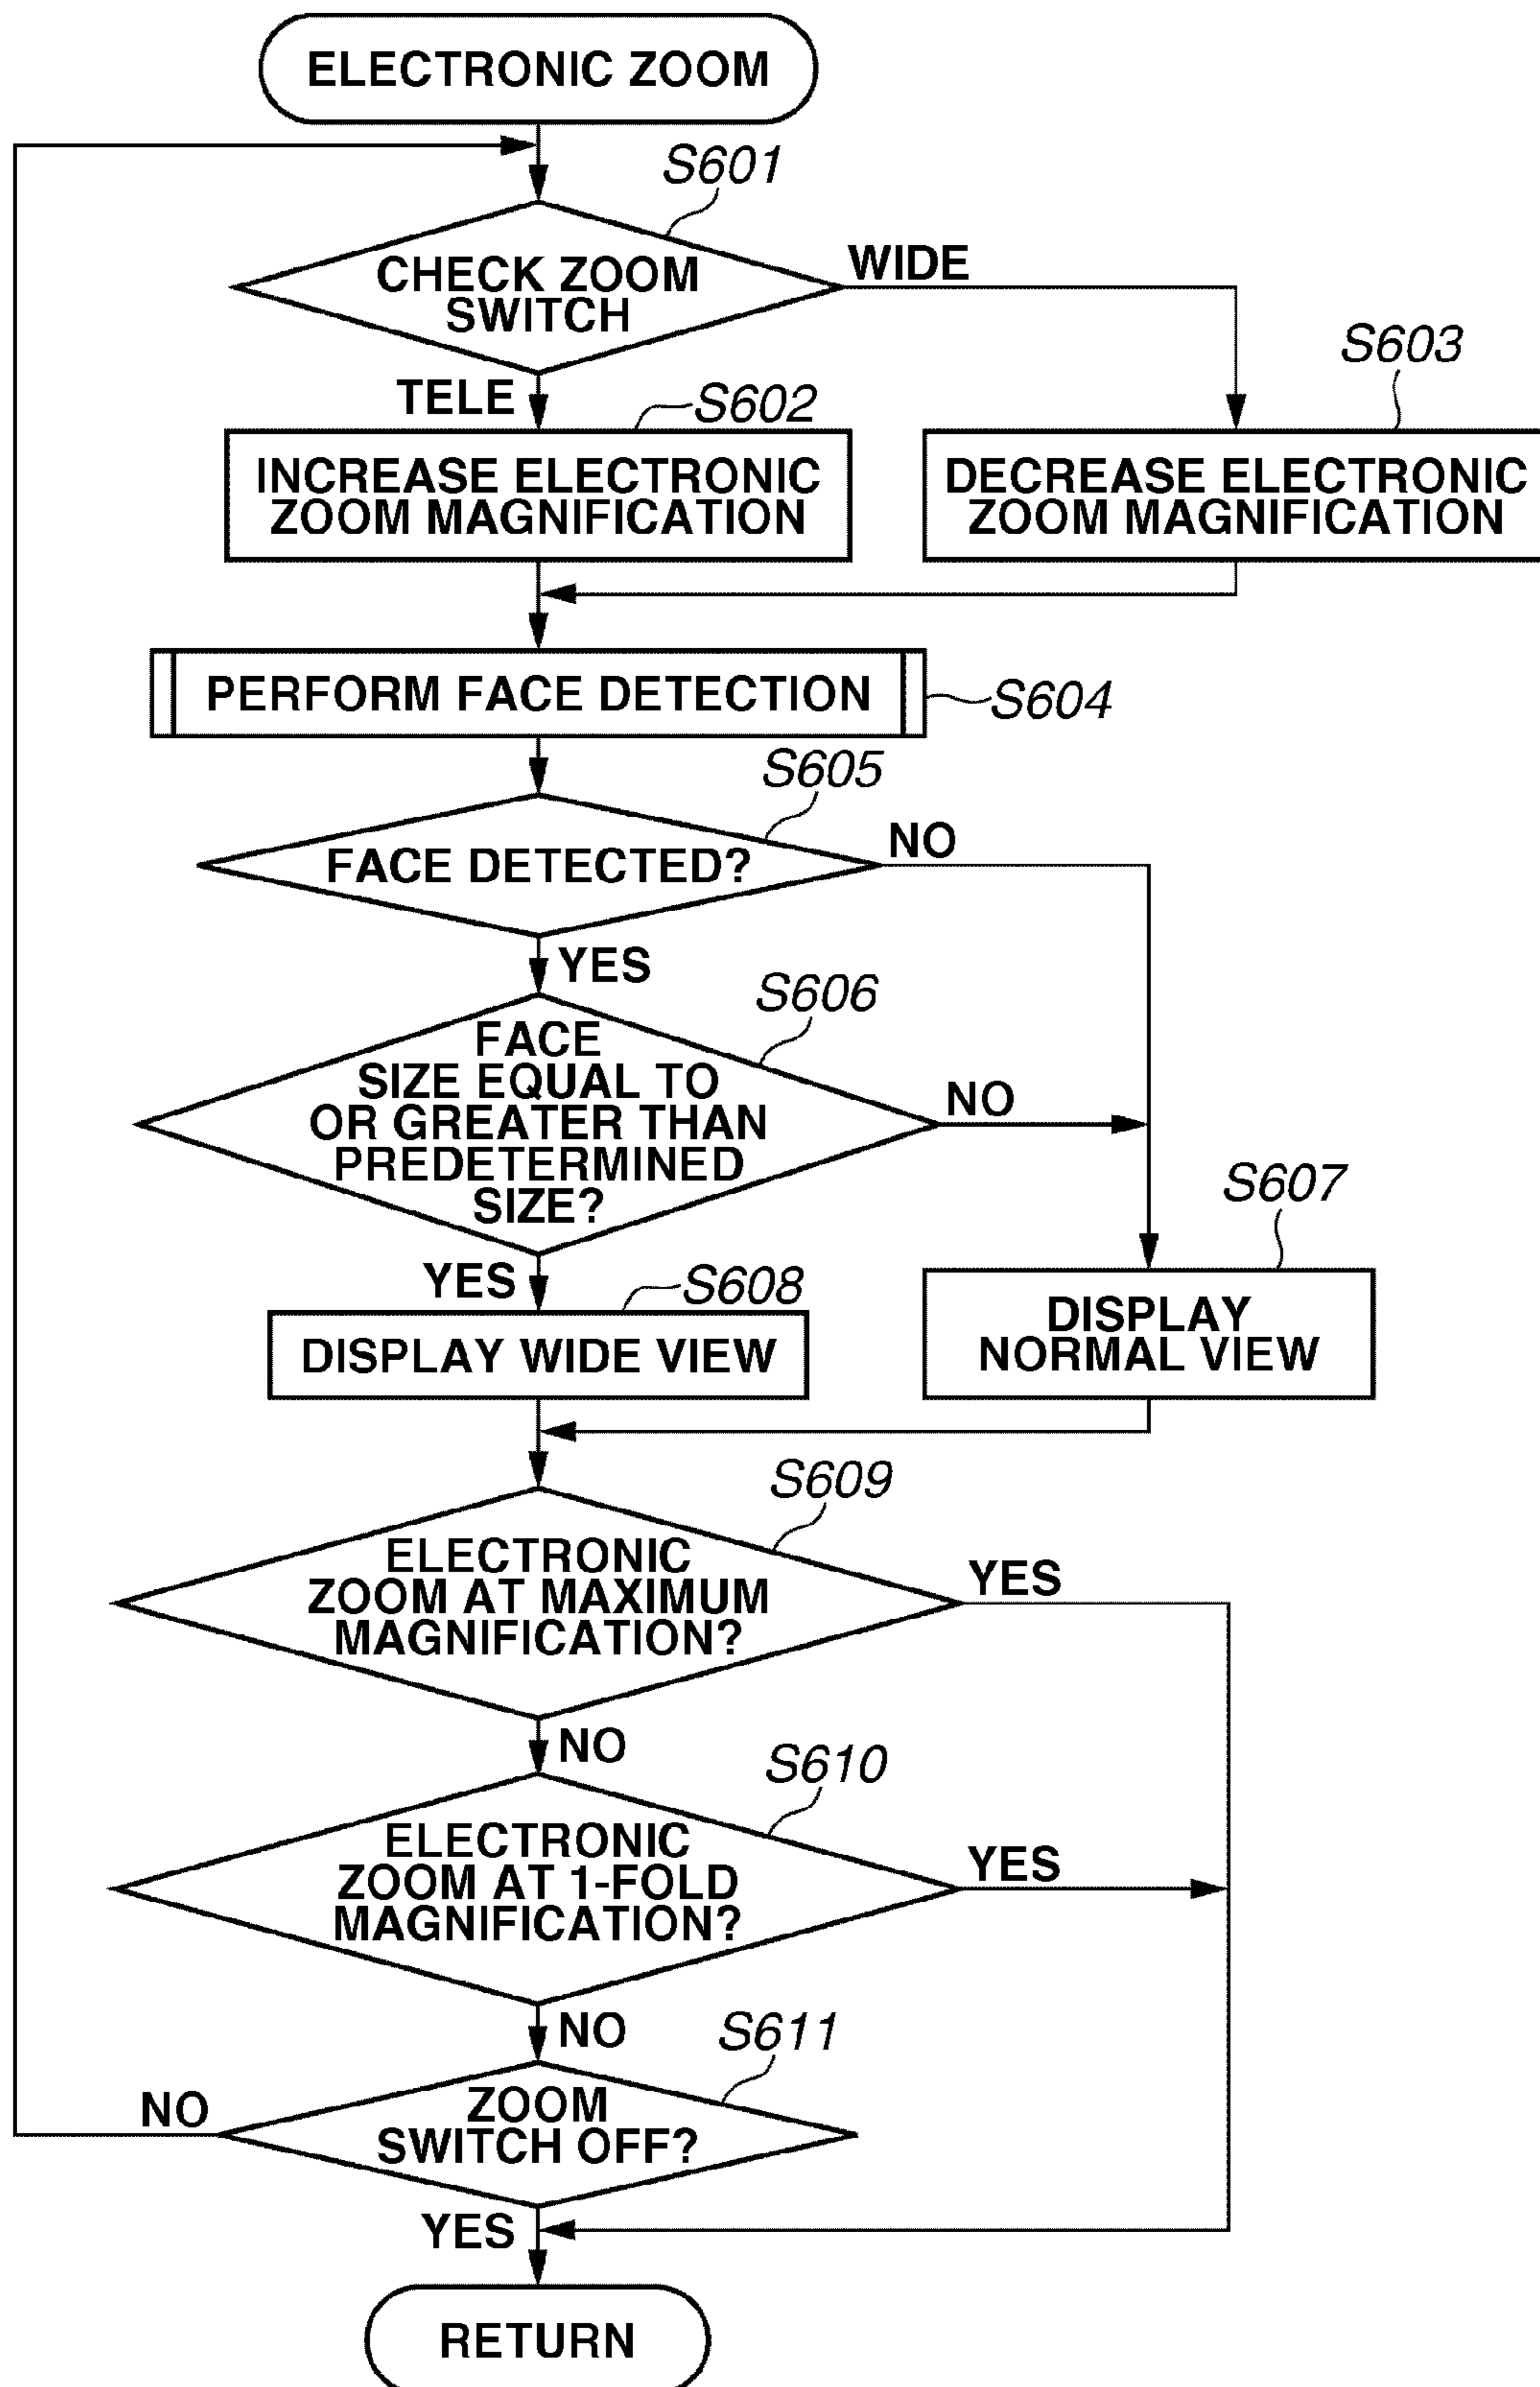 ELECTRONIC ZOOM
S601
CHECK ZOOM
SWITCH
WIDE
S603
TELE
S602
INCREASE ELECTRONIC
ZOOM MAGNIFICATION
DECREASE ELECTRONIC
ZOOM MAGNIFICATION
PERFORM FACE DETECTION
S604
S605
FACE DETECTED?
NO
YES
S606
FACE
SIZE EQUAL TO
OR GREATER THAN
PREDETERMINED
SIZE?
NO
S607
YES
S608
DISPLAY WIDE VIEW
DISPLAY
NORMAL VIEW
S609
ELECTRONIC
ZOOM AT MAXIMUM
MAGNIFICATION?
YES
NO
S610
ELECTRONIC
ZOOM AT 1-FOLD
MAGNIFICATION?
YES
NO
S611
ZOOM
SWITCH OFF?
NO
YES
RETURN